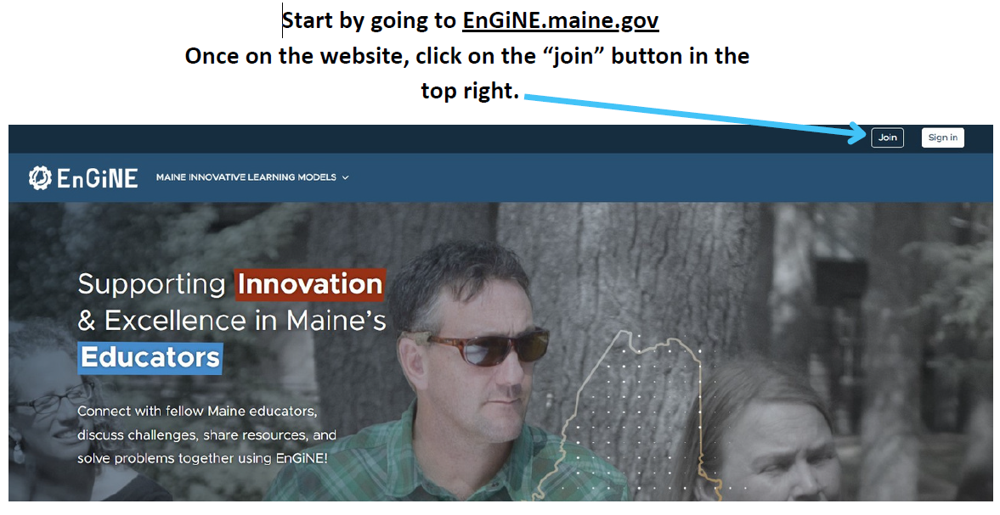 Start by going to EnGiNE.maine.gov
Once on the website, click on the “join” button in the
top right.
Join Sign in
EnGiNE MAINE INNOVATIVE LEARNING MODELS
Supporting Innovation
& Excellence in Maine’s
Educators
Connect with fellow Maine educators,
discuss challenges, share resources, and
solve problems together using EnGiNE!